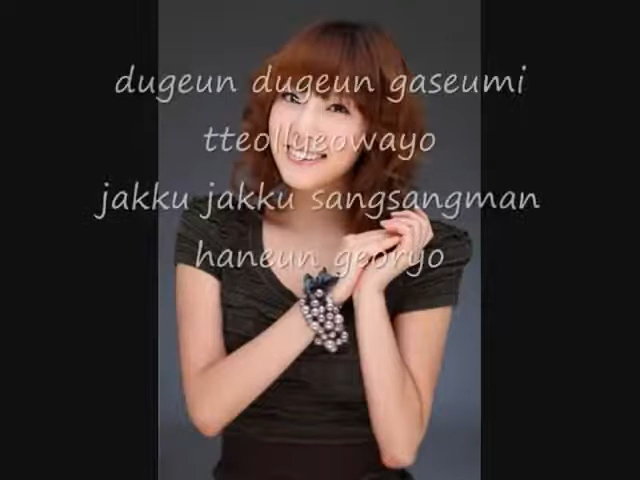 dugeun dugeun gaseumi
tteollyeowayo
jakku jakku sangsangman
haneun georyo